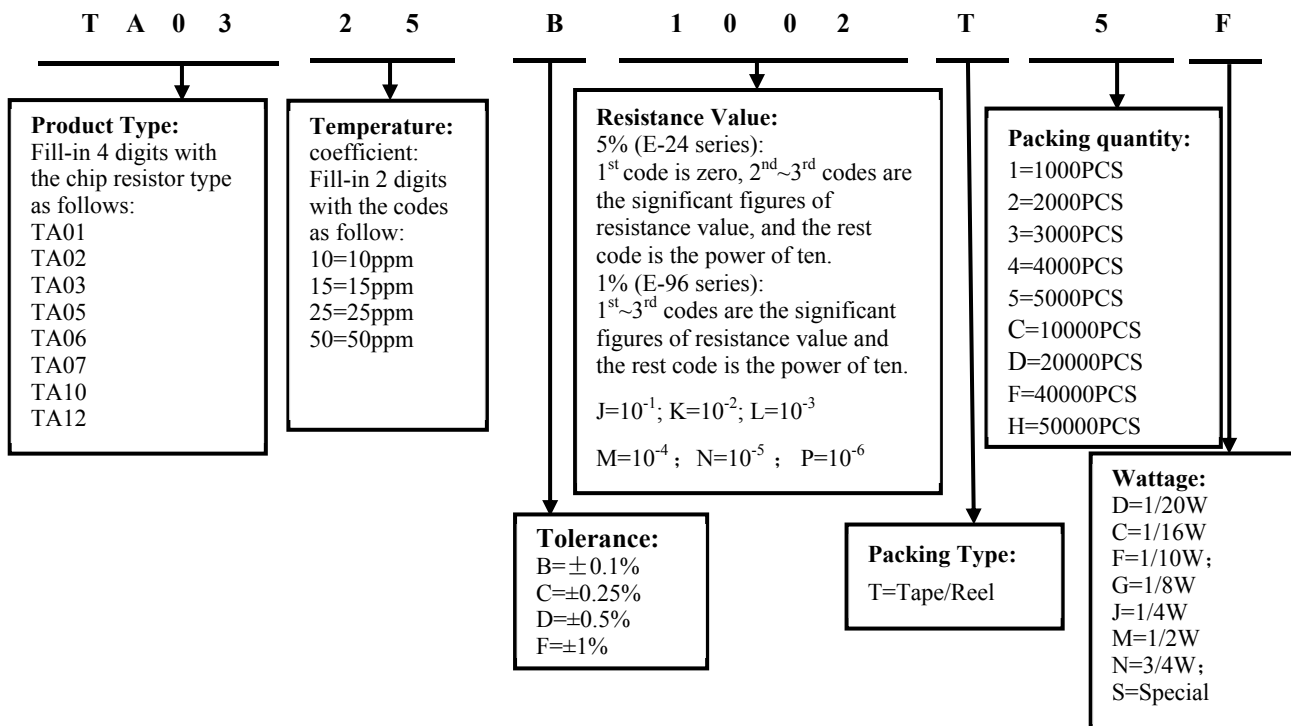 T A 0 3 2 5 B 1 0 0 2 T 5 F
Product Type:
Fill-in 4 digits with
the chip resistor type
as follows:
TA01
TA02
TA03
TA05
TA06
TA07
TA10
TA12
Temperature:
coefficient:
Fill-in 2 digits
with the codes
as follow:
10=10ppm
15=15ppm
25=25ppm
50=50ppm
Resistance Value:
5% (E-24 series):
1st code is zero, 2nd~3rd codes are
the significant figures of
resistance value, and the rest
code is the power of ten.
1% (E-96 series):
1st~3rd codes are the significant
figures of resistance value and
the rest code is the power of ten.
J=10⁻¹; K=10⁻²; L=10⁻³
M=10⁻⁴； N=10⁻⁵； P=10⁻⁶
Packing quantity:
1=1000PCS
2=2000PCS
3=3000PCS
4=4000PCS
5=5000PCS
C=10000PCS
D=20000PCS
F=40000PCS
H=50000PCS
Tolerance:
B=±0.1%
C=±0.25%
D=±0.5%
F=±1%
Packing Type:
T=Tape/Reel
Wattage:
D=1/20W
C=1/16W
F=1/10W；
G=1/8W
J=1/4W
M=1/2W
N=3/4W；
S=Special